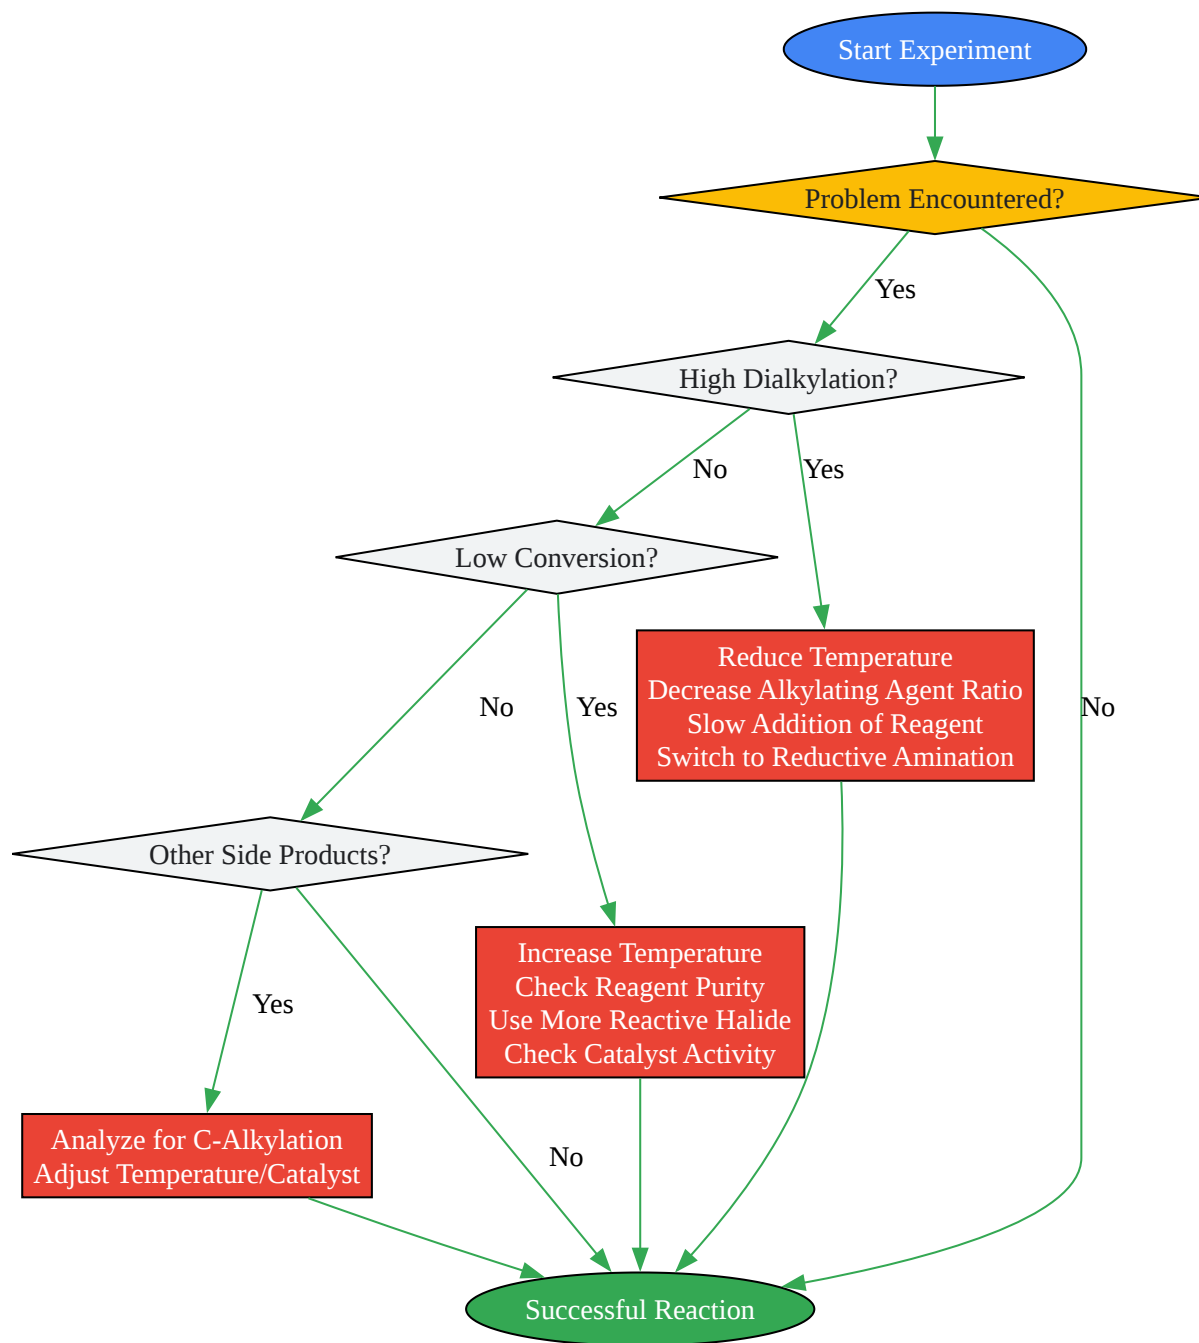 Start Experiment
Problem Encountered?
Yes
High Dialkylation?
No
Yes
Low Conversion?
Reduce Temperature
Decrease Alkylating Agent Ratio
Slow Addition of Reagent
Switch to Reductive Amination
No
Yes
No
Other Side Products?
Increase Temperature
Check Reagent Purity
Use More Reactive Halide
Check Catalyst Activity
Yes
Analyze for C-Alkylation
Adjust Temperature/Catalyst
No
Successful Reaction